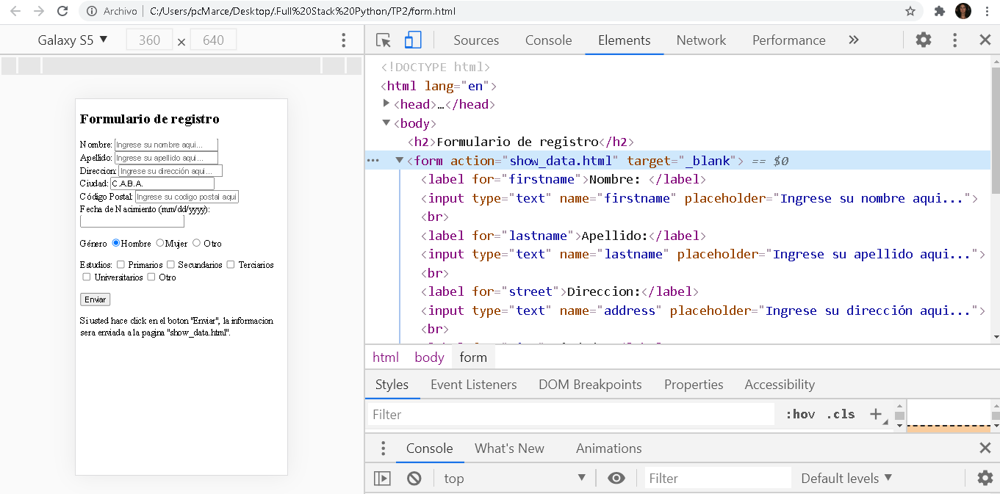 Archivo | C:/Users/pcMarce/Desktop/.Full%20Stack%20Python/TP2/form.html
Galaxy S5 ▼ 360 × 640
Formulario de registro
Nombre: Ingrese su nombre aqui...
Apellido: Ingrese su apellido aqui...
Direccion: Ingrese su dirección aqui...
Ciudad: C.A.B.A.
Código Postal: Ingrese su codigo postal aqui
Fecha de Nacimiento (mm/dd/yyyy):
Género Hombre Mujer Otro
Estudios: Primarios Secundarios Terciarios
Universitarios Otro
Enviar
Si usted hace click en el boton "Enviar", la informacion
sera enviada a la pagina "show_data.html".
Sources Console Elements Network Performance »
<!DOCTYPE html>
<html lang="en">
<head>…</head>
<body>
<h2>Formulario de registro</h2>
<form action="show_data.html" target="_blank"> == $0
<label for="firstname">Nombre: </label>
<input type="text" name="firstname" placeholder="Ingrese su nombre aqui...">
<br>
<label for="lastname">Apellido:</label>
<input type="text" name="lastname" placeholder="Ingrese su apellido aqui...">
<br>
<label for="street">Direccion:</label>
<input type="text" name="address" placeholder="Ingrese su dirección aqui...">
<br>
html body form
Styles Event Listeners DOM Breakpoints Properties Accessibility
Filter :hov .cls +
Console What's New Animations
top ▼ Filter Default levels ▼